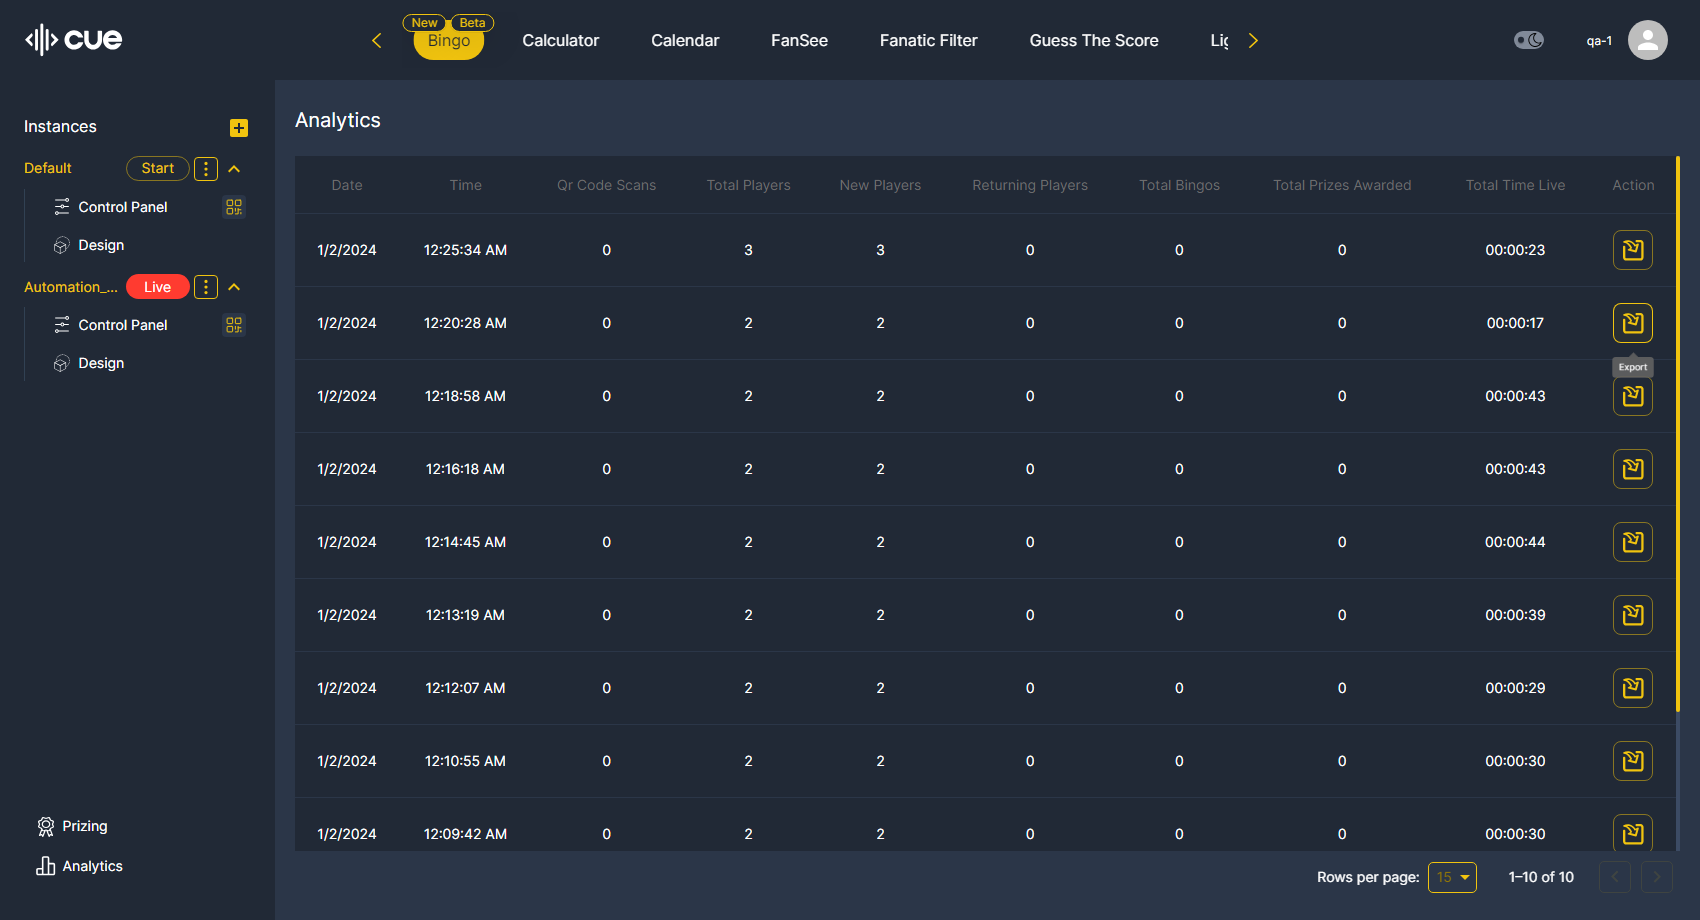 cue
New Beta
Bingo Calculator Calendar FanSee Fanatic Filter Guess The Score
qa-1
Instances
Default Start
Control Panel
Design
Automation_... Live
Control Panel
Design
Prizing
Analytics
Analytics
Date Time Qr Code Scans Total Players New Players Returning Players Total Bingos Total Prizes Awarded Total Time Live Action
1/2/2024 12:25:34 AM 0 3 3 0 0 0 00:00:23
1/2/2024 12:20:28 AM 0 2 2 0 0 0 00:00:17
Export
1/2/2024 12:18:58 AM 0 2 2 0 0 0 00:00:43
1/2/2024 12:16:18 AM 0 2 2 0 0 0 00:00:43
1/2/2024 12:14:45 AM 0 2 2 0 0 0 00:00:44
1/2/2024 12:13:19 AM 0 2 2 0 0 0 00:00:39
1/2/2024 12:12:07 AM 0 2 2 0 0 0 00:00:29
1/2/2024 12:10:55 AM 0 2 2 0 0 0 00:00:30
1/2/2024 12:09:42 AM 0 2 2 0 0 0 00:00:30
Rows per page: 15 1–10 of 10